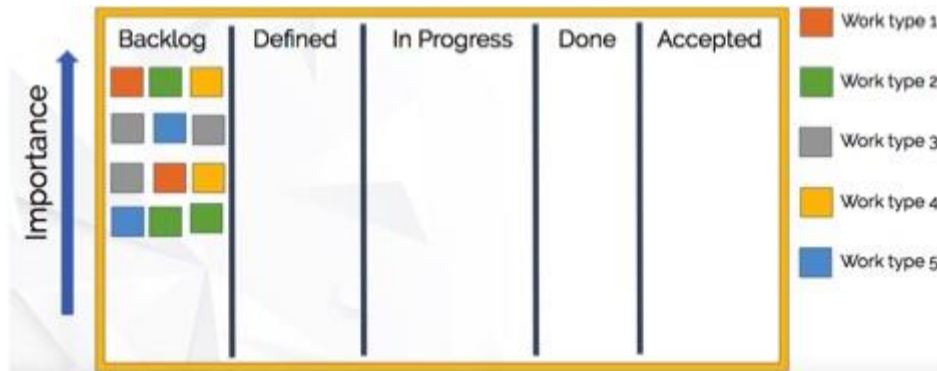 Backlog
Defined
In Progress
Done
Accepted
Importance
Work type 1
Work type 2
Work type 3
Work type 4
Work type 5